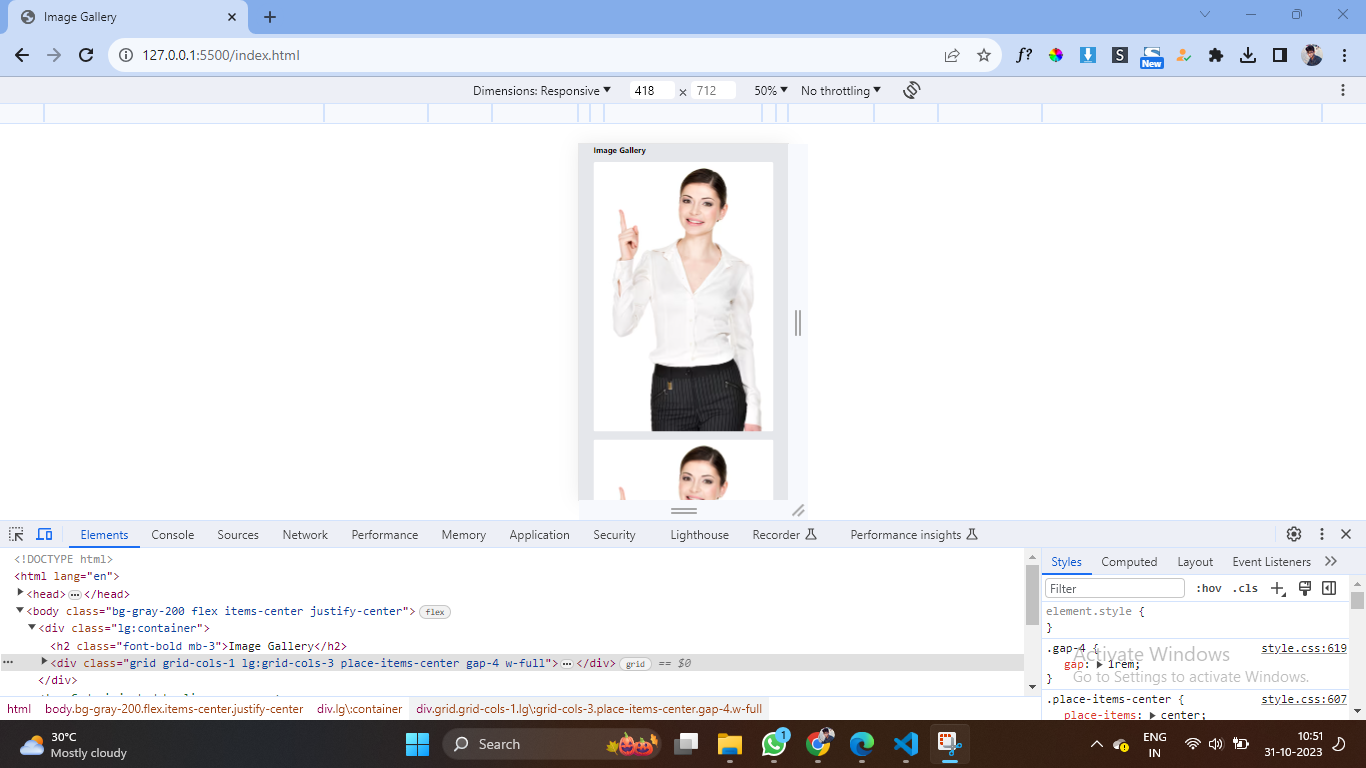 Image Gallery
127.0.0.1:5500/index.html
f?
S
New
Dimensions: Responsive
418 × 712
50%
No throttling
Image Gallery
Elements
Console
Sources
Network
Performance
Memory
Application
Security
Lighthouse
Recorder
Performance insights
<!DOCTYPE html>
<html lang="en">
<head>…</head>
<body class="bg-gray-200 flex items-center justify-center"> flex
<div class="lg:container">
<h2 class="font-bold mb-3">Image Gallery</h2>
<div class="grid grid-cols-1 lg:grid-cols-3 place-items-center gap-4 w-full">…</div> grid == $0
</div>
html body.bg-gray-200.flex.items-center.justify-center div.lg\:container div.grid.grid-cols-1.lg\:grid-cols-3.place-items-center.gap-4.w-full
Styles
Computed
Layout
Event Listeners
Filter
:hov .cls
element.style {
}
.gap-4 { style.css:619
gap: 1rem;
}
.place-items-center { style.css:607
place-items: center;
Activate Windows
Go to Settings to activate Windows.
30°C
Mostly cloudy
Search
1
ENG
IN
10:51
31-10-2023